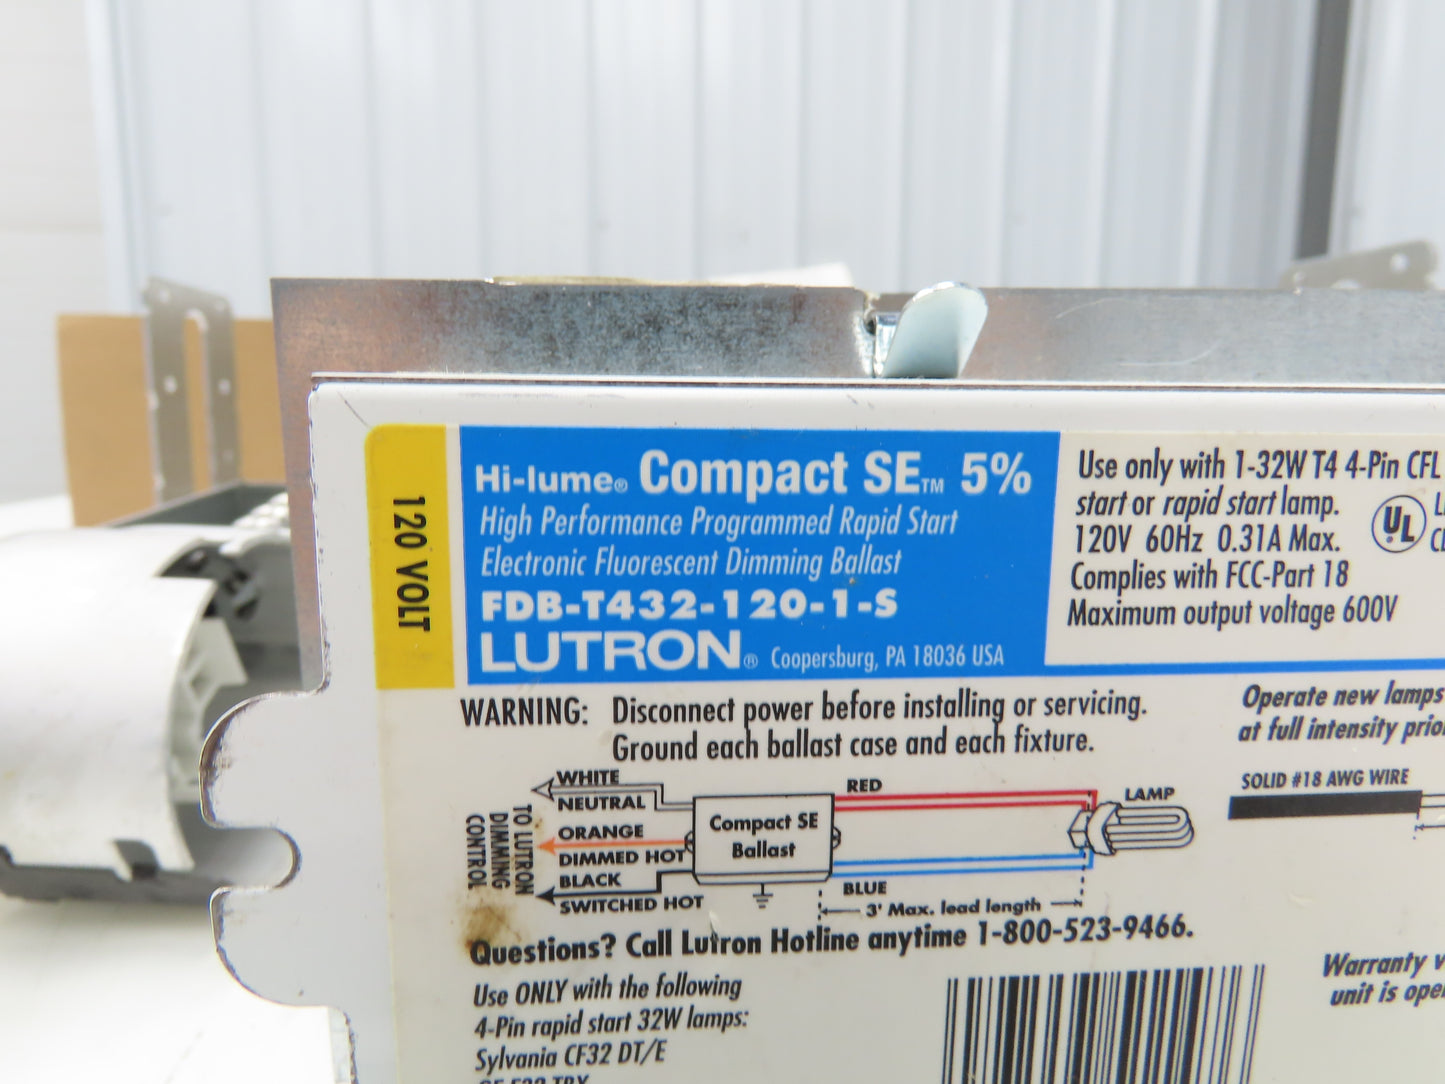 120 VOLT
Hi-lume® Compact SE™ 5%
High Performance Programmed Rapid Start
Electronic Fluorescent Dimming Ballast
FDB-T432-120-1-S
LUTRON® Coopersburg, PA 18036 USA
Use only with 1-32W T4 4-Pin CFL
start or rapid start lamp.
120V 60Hz 0.31A Max.
Complies with FCC-Part 18
Maximum output voltage 600V
UL
WARNING: Disconnect power before installing or servicing.
Ground each ballast case and each fixture.
Operate new lamps
at full intensity
TO LUTRON
DIMMING
CONTROL
WHITE
NEUTRAL
ORANGE
DIMMED HOT
BLACK
SWITCHED HOT
Compact SE
Ballast
RED
BLUE
LAMP
3' Max. lead length
SOLID #18 AWG WIRE
Questions? Call Lutron Hotline anytime 1-800-523-9466.
Use ONLY with the following
4-Pin rapid start 32W lamps:
Sylvania CF32 DT/E
Warranty
unit is